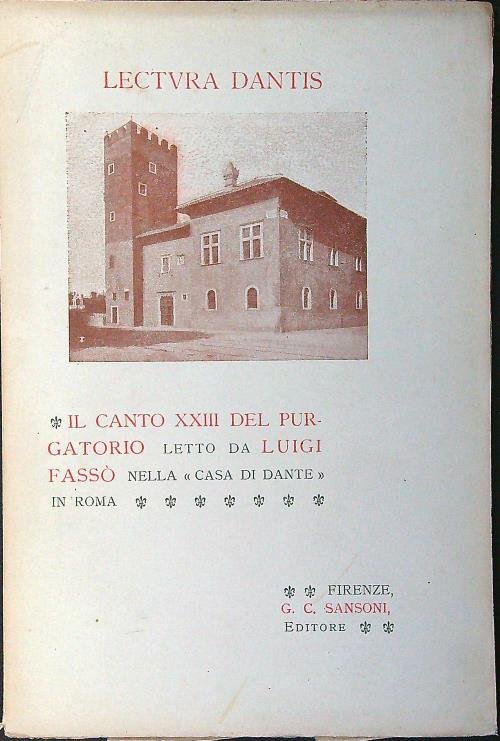 LECTVRA DANTIS
IL CANTO XXIII DEL PUR-
GATORIO LETTO DA LUIGI
FASSÒ NELLA « CASA DI DANTE »
IN ROMA
FIRENZE,
G. C. SANSONI,
EDITORE